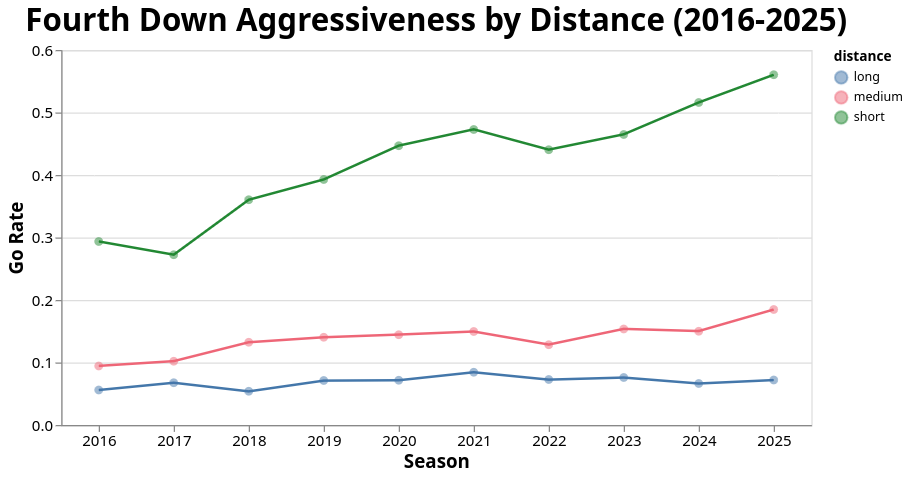 Fourth Down Aggressiveness by Distance (2016-2025)
0.6
0.5
0.4
0.3
0.2
0.1
0.0
Go Rate
2016 2017 2018 2019 2020 2021 2022 2023 2024 2025
Season
distance
long
medium
short